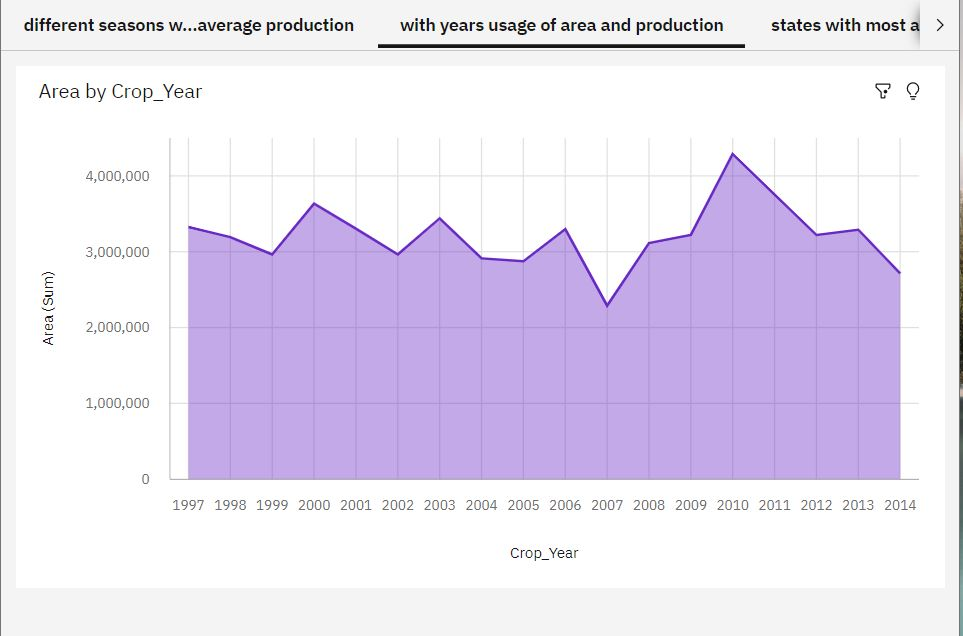 different seasons w...average production
with years usage of area and production
states with most a
Area by Crop_Year
4,000,000
3,000,000
2,000,000
1,000,000
0
Area (Sum)
1997 1998 1999 2000 2001 2002 2003 2004 2005 2006 2007 2008 2009 2010 2011 2012 2013 2014
Crop_Year